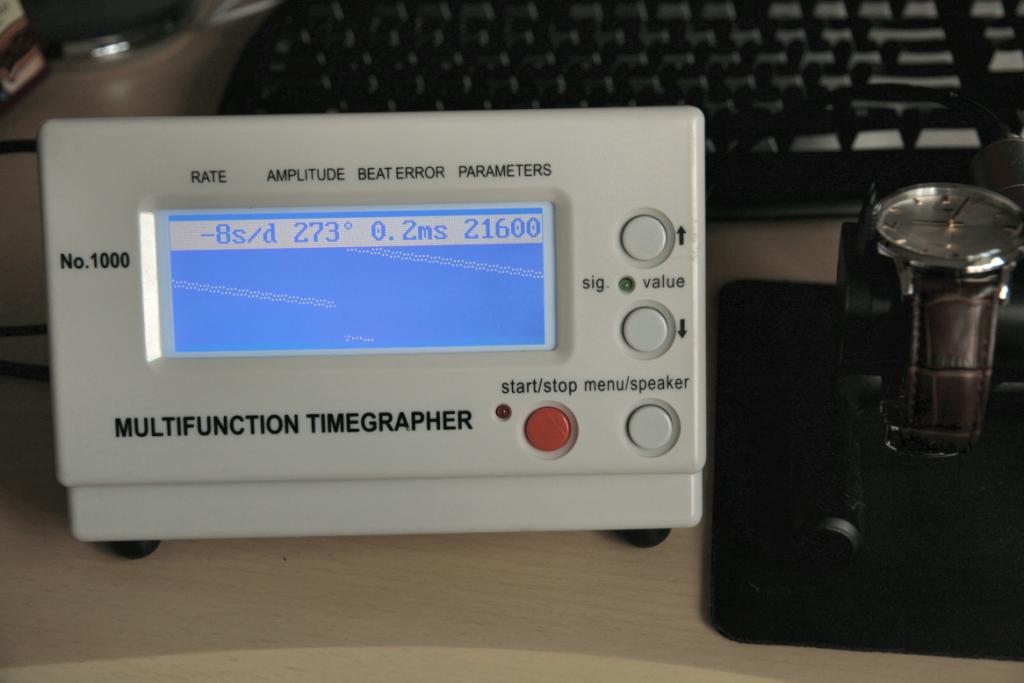 RATE AMPLITUDE BEAT ERROR PARAMETERS
-8s/d 273° 0.2ms 21600
No.1000
sig. value
start/stop menu/speaker
MULTIFUNCTION TIMEGRAPHER